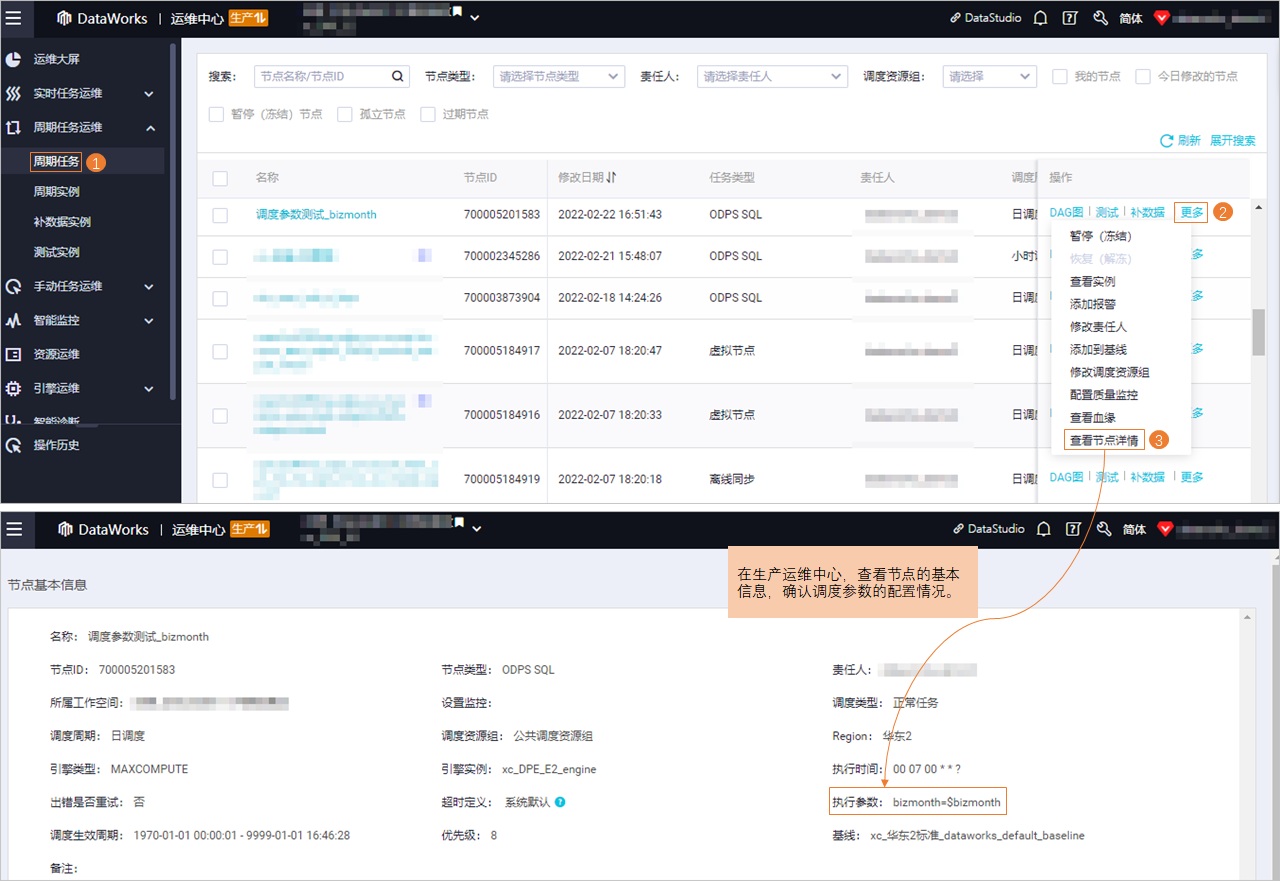 DataWorks | 运维中心 生产
DataStudio 简体
运维大屏
实时任务运维
周期任务运维
周期任务 1
周期实例
补数据实例
测试实例
手动任务运维
智能监控
资源运维
引擎运维
智能诊断
操作历史
搜索： 节点名称/节点ID 节点类型： 请选择节点类型 责任人： 请选择责任人 调度资源组： 请选择 我的节点 今日修改的节点
暂停（冻结）节点 孤立节点 过期节点
刷新 展开搜索
名称 节点ID 修改日期 任务类型 责任人 调度 操作
调度参数测试_bizmonth 700005201583 2022-02-22 16:51:43 ODPS SQL 日调 DAG图 测试 补数据 更多 2
700002345286 2022-02-21 15:48:07 ODPS SQL 小时 多
700003873904 2022-02-18 14:24:26 ODPS SQL 日调 多
700005184917 2022-02-07 18:20:47 虚拟节点 日调 多
700005184916 2022-02-07 18:20:33 虚拟节点 日调 多
700005184919 2022-02-07 18:20:18 离线同步 日调 DAG图 测试 补数据 更多
暂停（冻结）
恢复（解冻）
查看实例
添加报警
修改责任人
添加到基线
修改调度资源组
配置质量监控
查看血缘
查看节点详情 3
DataWorks | 运维中心 生产
DataStudio 简体
在生产运维中心，查看节点的基本
信息，确认调度参数的配置情况。
节点基本信息
名称： 调度参数测试_bizmonth
节点ID： 700005201583 节点类型： ODPS SQL 责任人：
所属工作空间： 设置监控： 调度类型： 正常任务
调度周期： 日调度 调度资源组： 公共调度资源组 Region： 华东2
引擎类型： MAXCOMPUTE 引擎实例： xc_DPE_E2_engine 执行时间： 00 07 00 * * ?
出错是否重试： 否 超时定义： 系统默认 ? 执行参数： bizmonth=$bizmonth
调度生效周期： 1970-01-01 00:00:01 - 9999-01-01 16:46:28 优先级： 8 基线： xc_华东2标准_dataworks_default_baseline
备注：